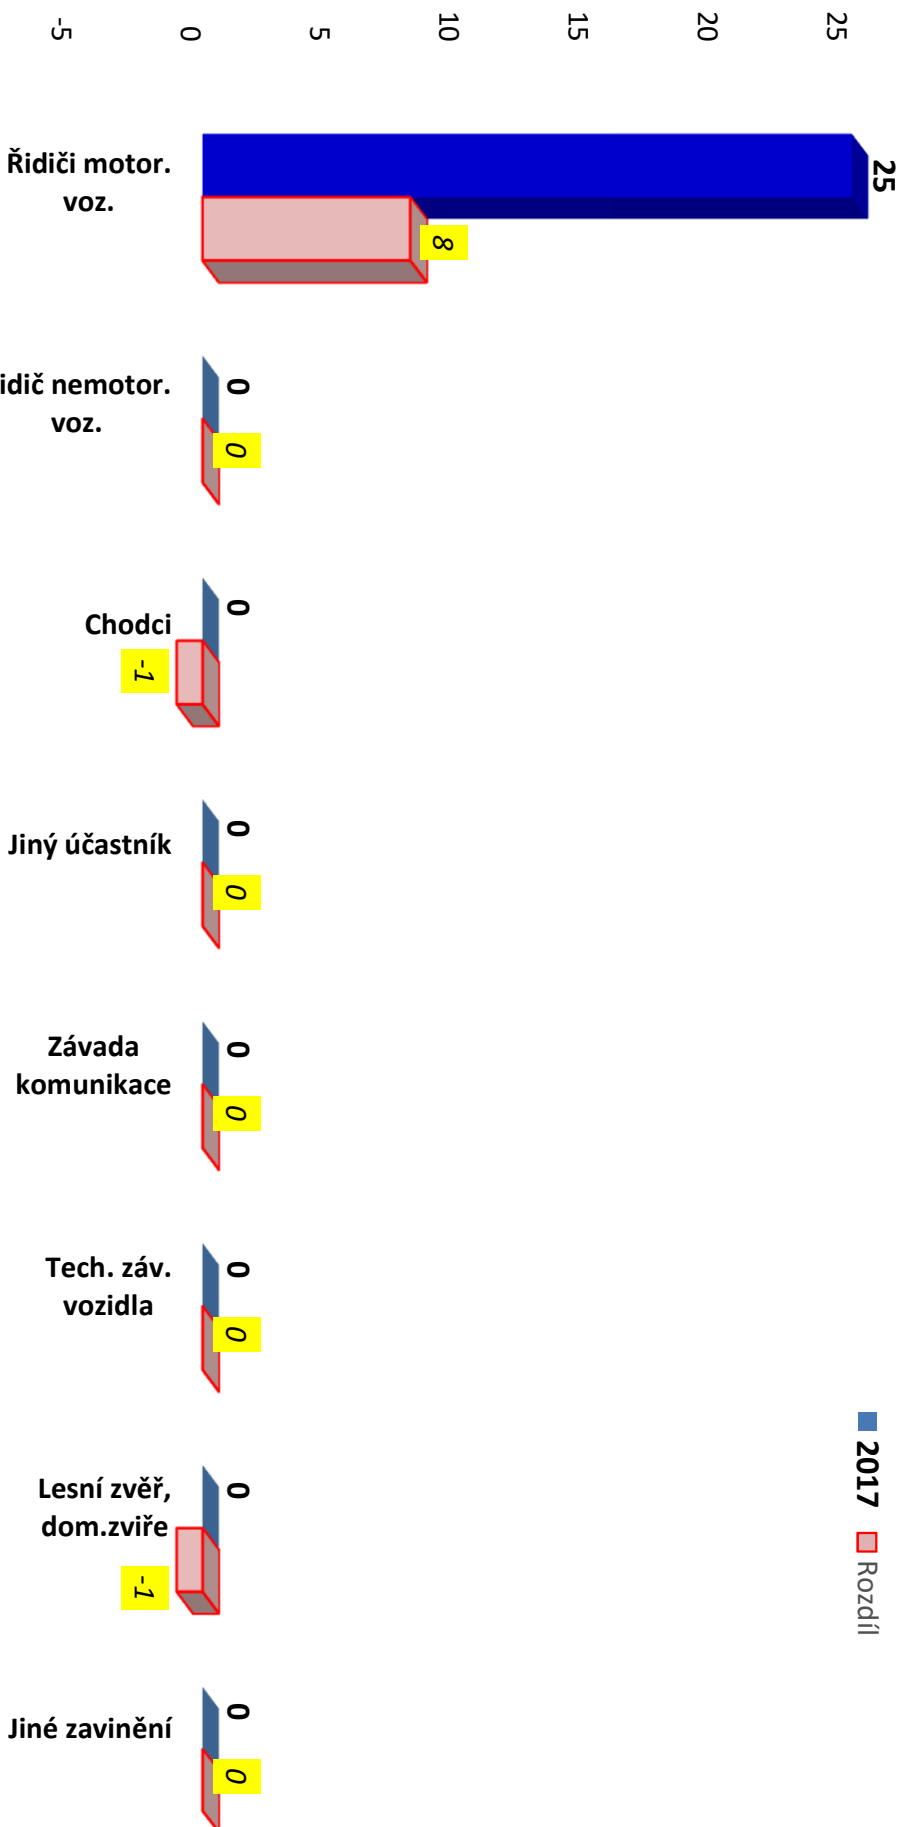 25
20
15
10
5
0
-5
2017
Rozdíl
25
8
0
0
0
-1
0
0
0
0
0
0
0
-1
0
0
Řidiči motor.
voz.
idič nemotor.
voz.
Chodci
Jiný účastník
Závada
komunikace
Tech. záv.
vozidla
Lesní zvěř,
dom.zviře
Jiné zavinění